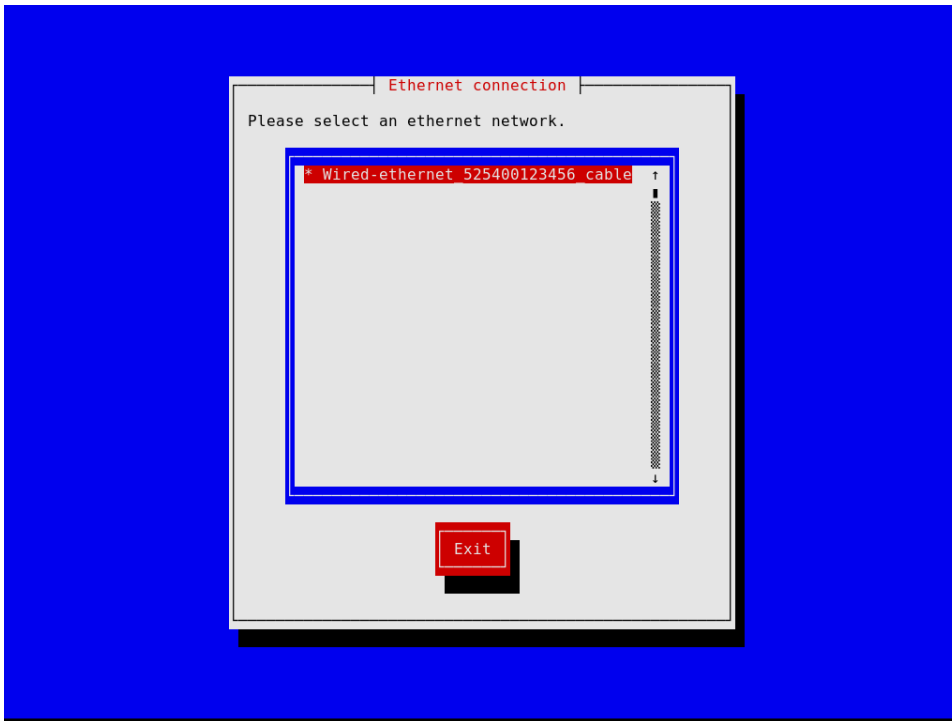 Ethernet connection
Please select an ethernet network.
* Wired-ethernet_525400123456_cable
Exit